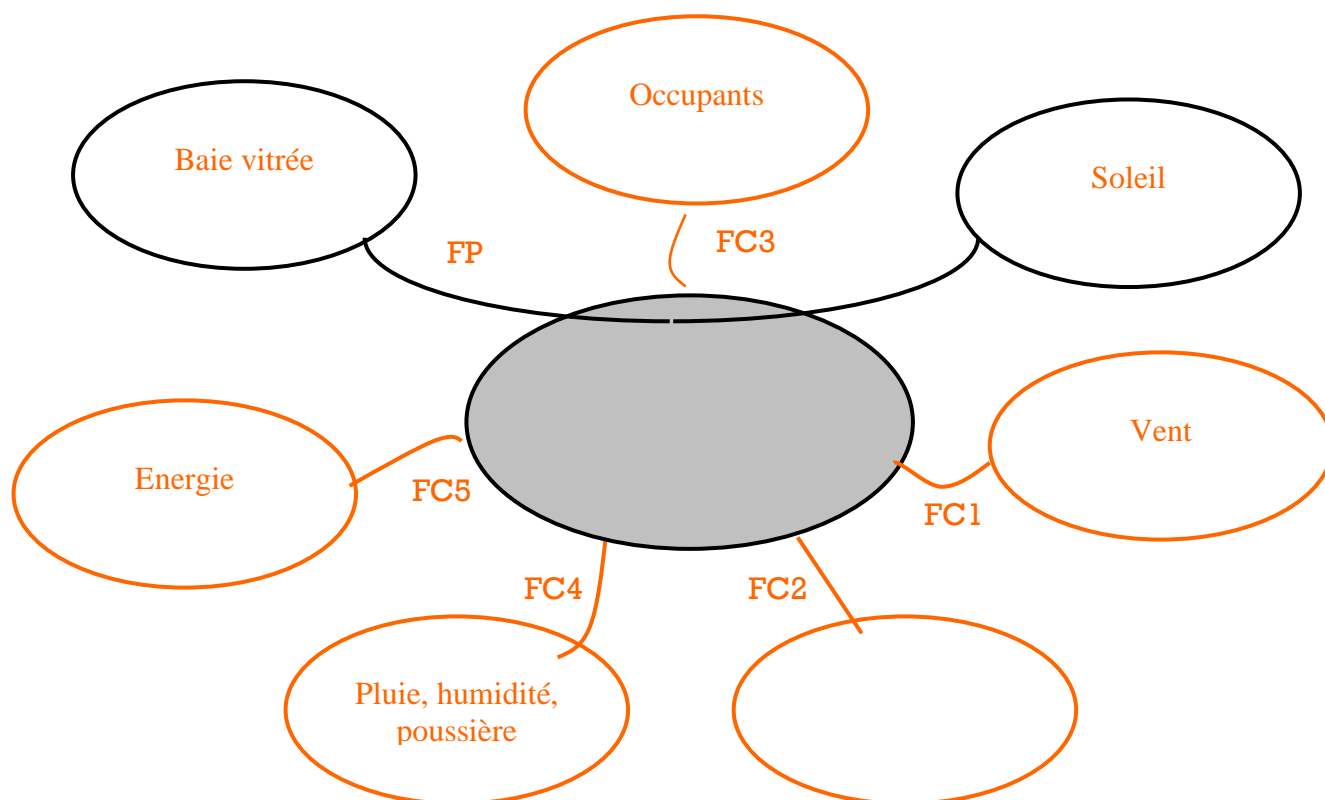 Occupants
Baie vitrée
Soleil
FP
FC3
Vent
Energie
FC5
FC1
FC4
FC2
Pluie, humidité,
poussière